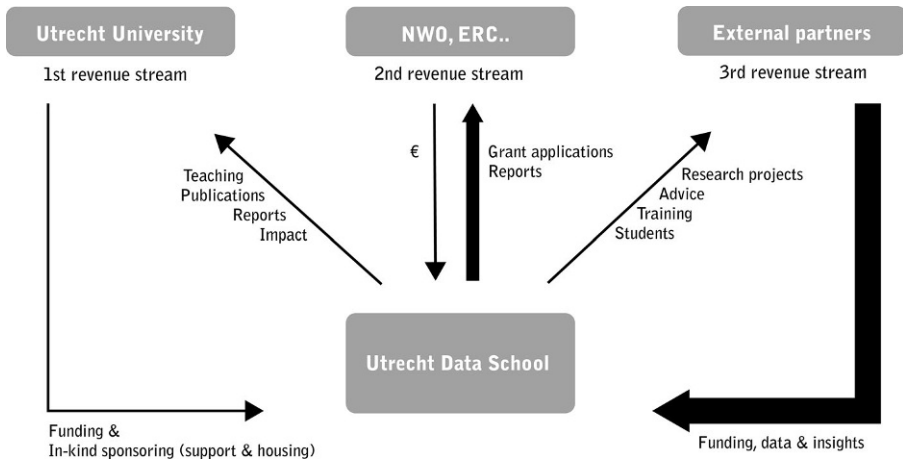 Utrecht University
NWO, ERC..
External partners
1st revenue stream
2nd revenue stream
3rd revenue stream
€
Grant applications
Reports
Teaching
Publications
Reports
Impact
Research projects
Advice
Training
Students
Utrecht Data School
Funding &
In-kind sponsoring (support & housing)
Funding, data & insights